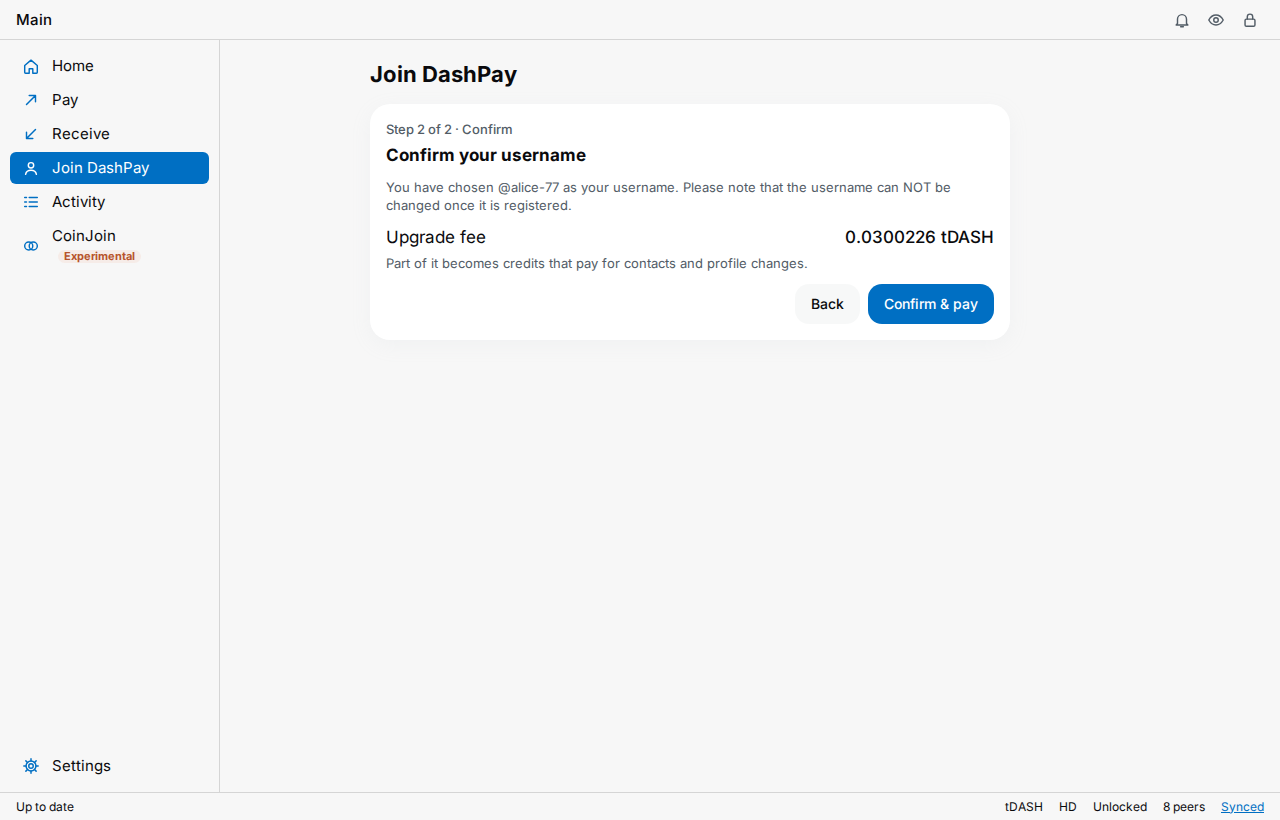 Main
Home
Pay
Receive
Join DashPay
Activity
CoinJoin
Experimental
Settings
Join DashPay
Step 2 of 2 · Confirm
Confirm your username
You have chosen @alice-77 as your username. Please note that the username can NOT be
changed once it is registered.
Upgrade fee 0.0300226 tDASH
Part of it becomes credits that pay for contacts and profile changes.
Back Confirm & pay
Up to date tDASH HD Unlocked 8 peers Synced